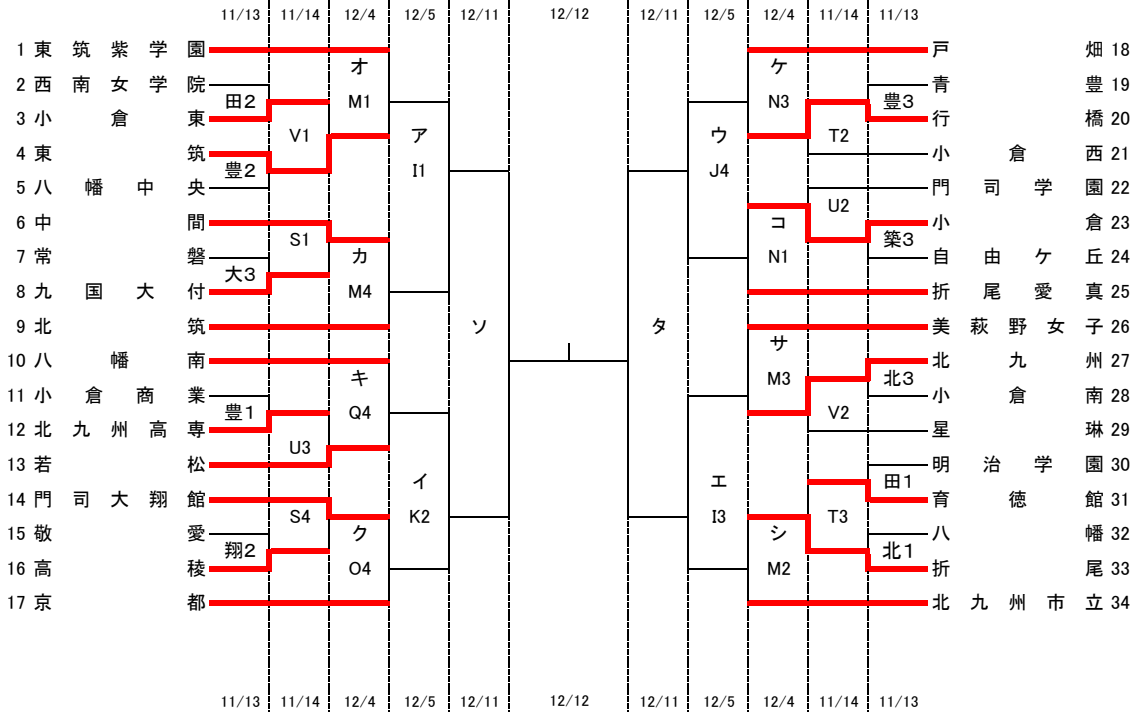 11/13 11/14 12/4 12/5 12/11 12/12 12/11 12/5 12/4 11/14 11/13
1 東筑紫学園 戸畑 18
オ ケ
2 西南女学院 青豊 19
田2 M1 N3 豊3
3 小倉東 行橋 20
V1 ア ウ T2
4 東筑 小倉西 21
豊2 I1 J4
5 八幡中央 門司学園 22
U2
6 中間 小倉 23
S1 コ 築3
7 常磐 自由ケ丘 24
大3 カ N1
8 九国大付 折尾愛真 25
M4
9 北筑 ソ タ 美萩野女子 26
サ
10 八幡南 北九州 27
キ M3 北3
11 小倉商業 小倉南 28
豊1 Q4 V2
12 北九州高専 星琳 29
U3
13 若松 明治学園 30
イ エ 田1
14 門司大翔館 育徳館 31
S4 K2 I3 T3
15 敬愛 八幡 32
翔2 ク シ 北1
16 高稜 折尾 33
O4 M2
17 京都 北九州市立 34
11/13 11/14 12/4 12/5 12/11 12/12 12/11 12/5 12/4 11/14 11/13